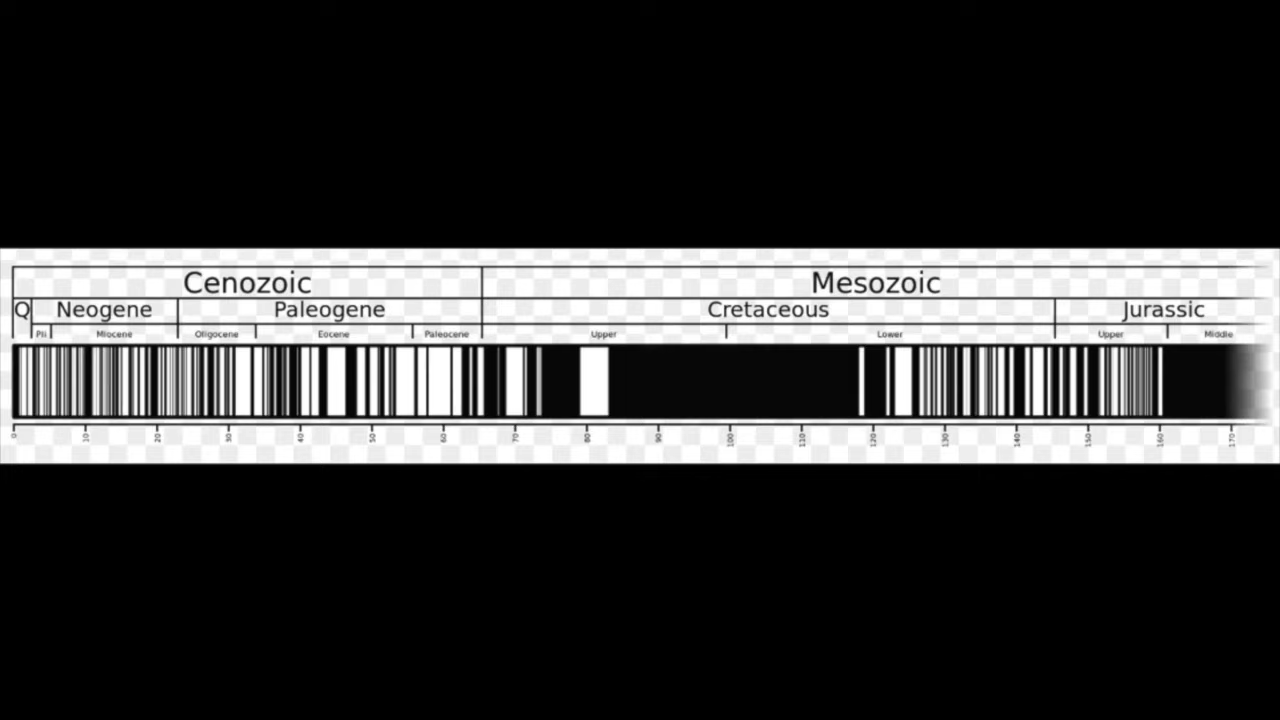 Cenozoic Mesozoic
Q Neogene Paleogene Cretaceous Jurassic
Pli Miocene Oligocene Eocene Paleocene Upper Lower Upper Middle
0 10 20 30 40 50 60 70 80 90 100 110 120 130 140 150 160 170